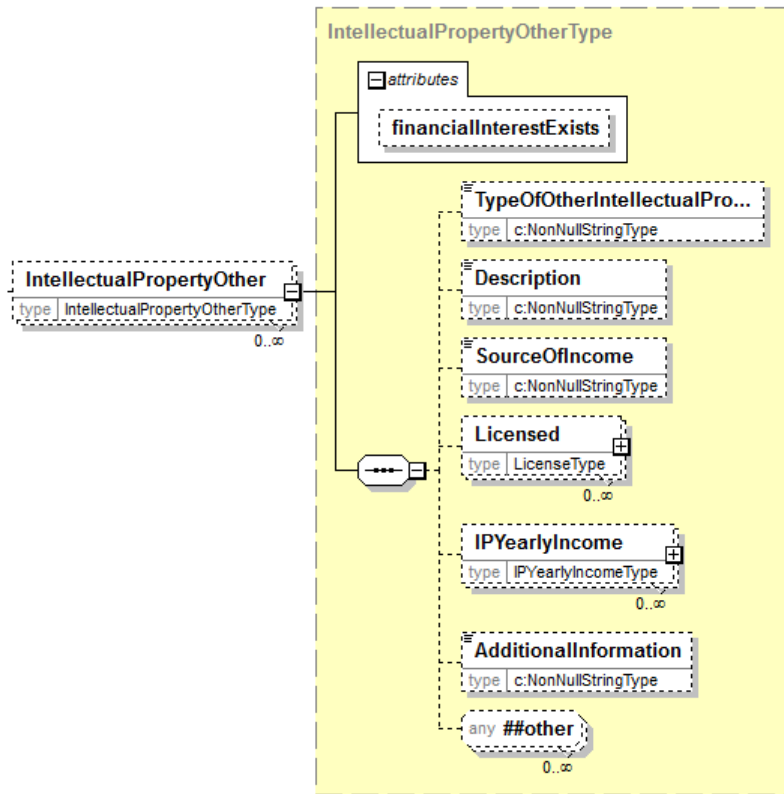 IntellectualPropertyOtherType
attributes
financialInterestExists
TypeOfOtherIntellectualPro...
type c:NonNullStringType
IntellectualPropertyOther
type IntellectualPropertyOtherType
0..∞
Description
type c:NonNullStringType
SourceOfIncome
type c:NonNullStringType
Licensed
type LicenseType
0..∞
IPYearlyIncome
type IPYearlyIncomeType
0..∞
AdditionalInformation
type c:NonNullStringType
any ##other
0..∞